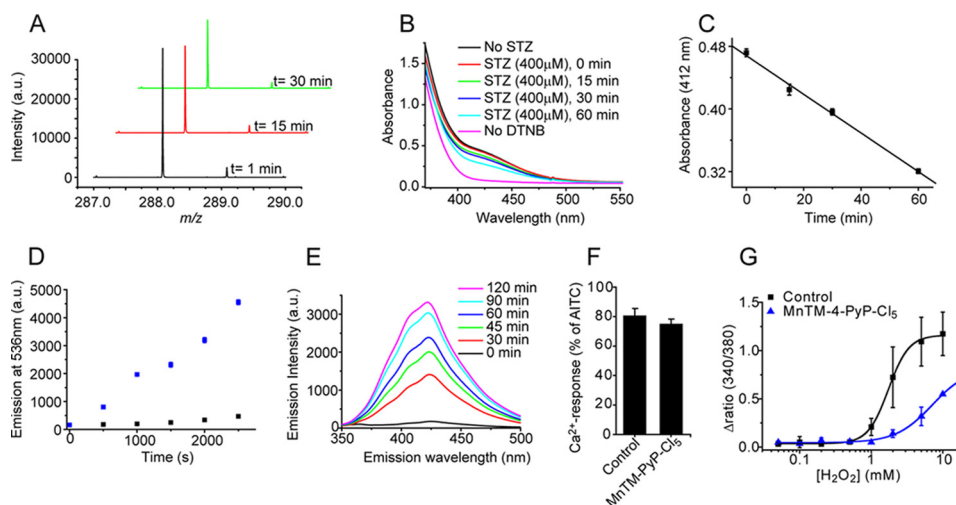 A
Intensity (a.u.)
30000
20000
10000
0
t= 30 min
t= 15 min
t= 1 min
287.0 288.0 289.0 290.0
m/z
B
Absorbance
1.5
1.0
0.5
0.0
No STZ
STZ (400µM), 0 min
STZ (400µM), 15 min
STZ (400µM), 30 min
STZ (400µM), 60 min
No DTNB
400 450 500 550
Wavelength (nm)
C
Absorbance (412 nm)
0.48
0.40
0.32
0 20 40 60
Time (min)
D
Emission at 536nm (a.u.)
5000
4000
3000
2000
1000
0
0 1000 2000
Time (s)
E
Emission Intensity (a.u.)
3000
2000
1000
0
120 min
90 min
60 min
45 min
30 min
0 min
350 400 450 500
Emission wavelength (nm)
F
Ca²⁺-response (% of AITC)
100
80
60
40
20
0
Control
MnTM-PyP-Cl₅
G
Control
MnTM-4-PyP-Cl₅
Δratio (340/380)
1.5
1.0
0.5
0.0
0.1 1 10
[H₂O₂] (mM)